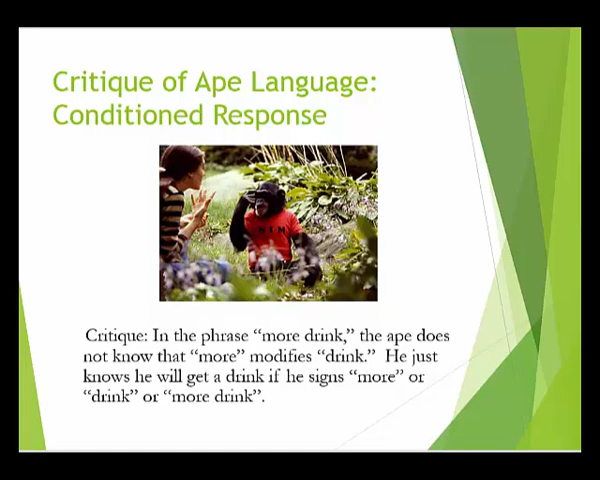 Critique of Ape Language:
Conditioned Response
Critique: In the phrase “more drink,” the ape does
not know that “more” modifies “drink.” He just
knows he will get a drink if he signs “more” or
“drink” or “more drink”.